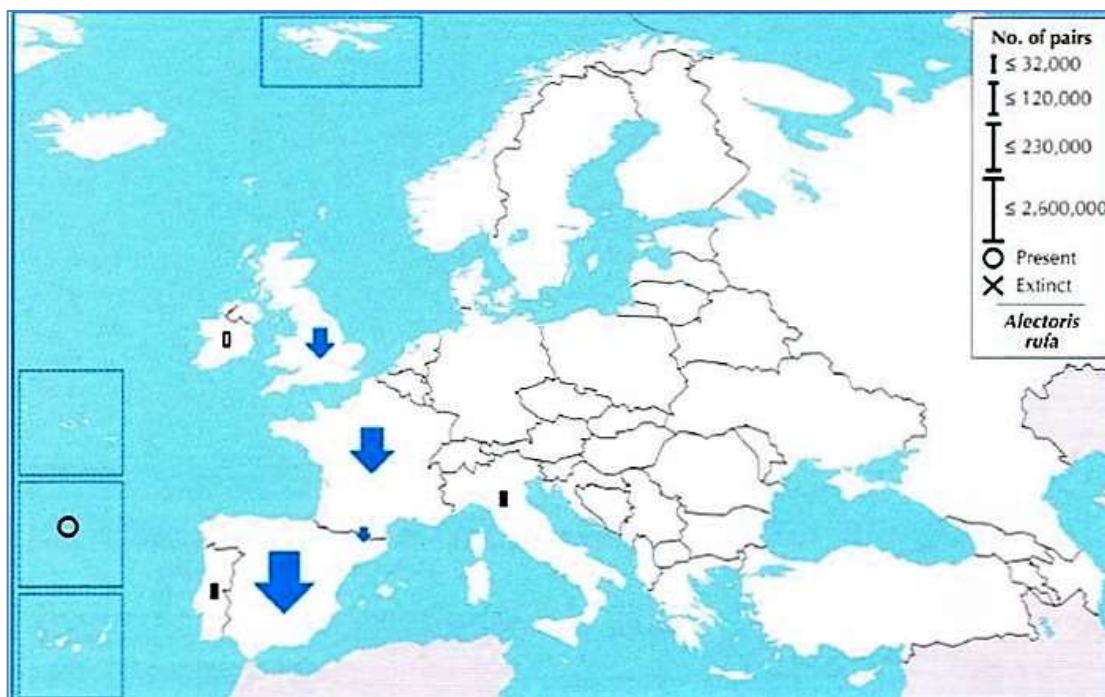 No. of pairs
≤ 32,000
≤ 120,000
≤ 230,000
≤ 2,600,000
Present
Extinct
Alectoris
rufa